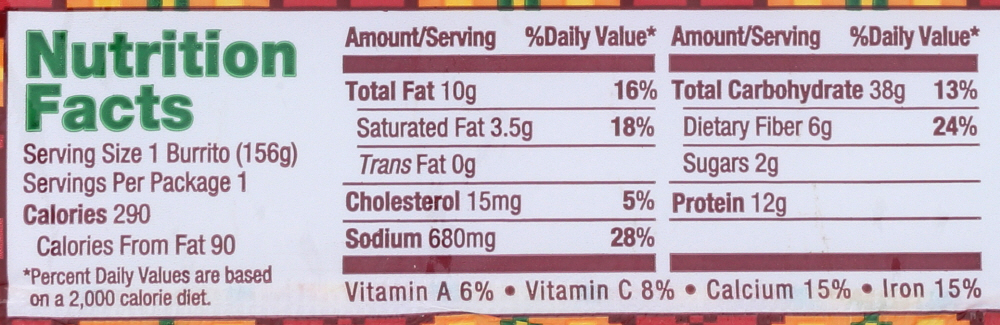 Nutrition
Facts
Serving Size 1 Burrito (156g)
Servings Per Package 1
Calories 290
Calories From Fat 90
*Percent Daily Values are based
on a 2,000 calorie diet.
Amount/Serving %Daily Value*
Total Fat 10g 16%
Saturated Fat 3.5g 18%
Trans Fat 0g
Cholesterol 15mg 5%
Sodium 680mg 28%
Amount/Serving %Daily Value*
Total Carbohydrate 38g 13%
Dietary Fiber 6g 24%
Sugars 2g
Protein 12g
Vitamin A 6% • Vitamin C 8% • Calcium 15% • Iron 15%